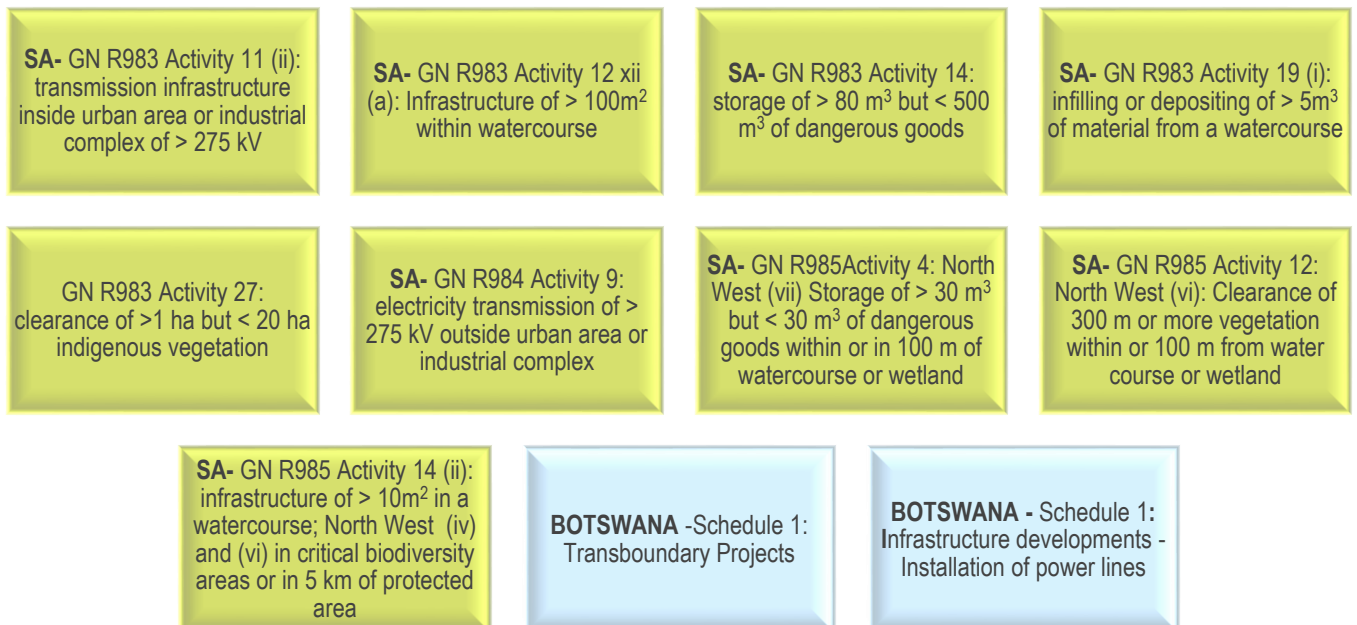 SA- GN R983 Activity 11 (ii):
transmission infrastructure
inside urban area or industrial
complex of > 275 kV
SA- GN R983 Activity 12 xii
(a): Infrastructure of > 100m²
within watercourse
SA- GN R983 Activity 14:
storage of > 80 m³ but < 500
m³ of dangerous goods
SA- GN R983 Activity 19 (i):
infilling or depositing of > 5m³
of material from a watercourse
GN R983 Activity 27:
clearance of >1 ha but < 20 ha
indigenous vegetation
SA- GN R984 Activity 9:
electricity transmission of >
275 kV outside urban area or
industrial complex
SA- GN R985Activity 4: North
West (vii) Storage of > 30 m³
but < 30 m³ of dangerous
goods within or in 100 m of
watercourse or wetland
SA- GN R985 Activity 12:
North West (vi): Clearance of
300 m or more vegetation
within or 100 m from water
course or wetland
SA- GN R985 Activity 14 (ii):
infrastructure of > 10m² in a
watercourse; North West (iv)
and (vi) in critical biodiversity
areas or in 5 km of protected
area
BOTSWANA -Schedule 1:
Transboundary Projects
BOTSWANA - Schedule 1:
Infrastructure developments -
Installation of power lines